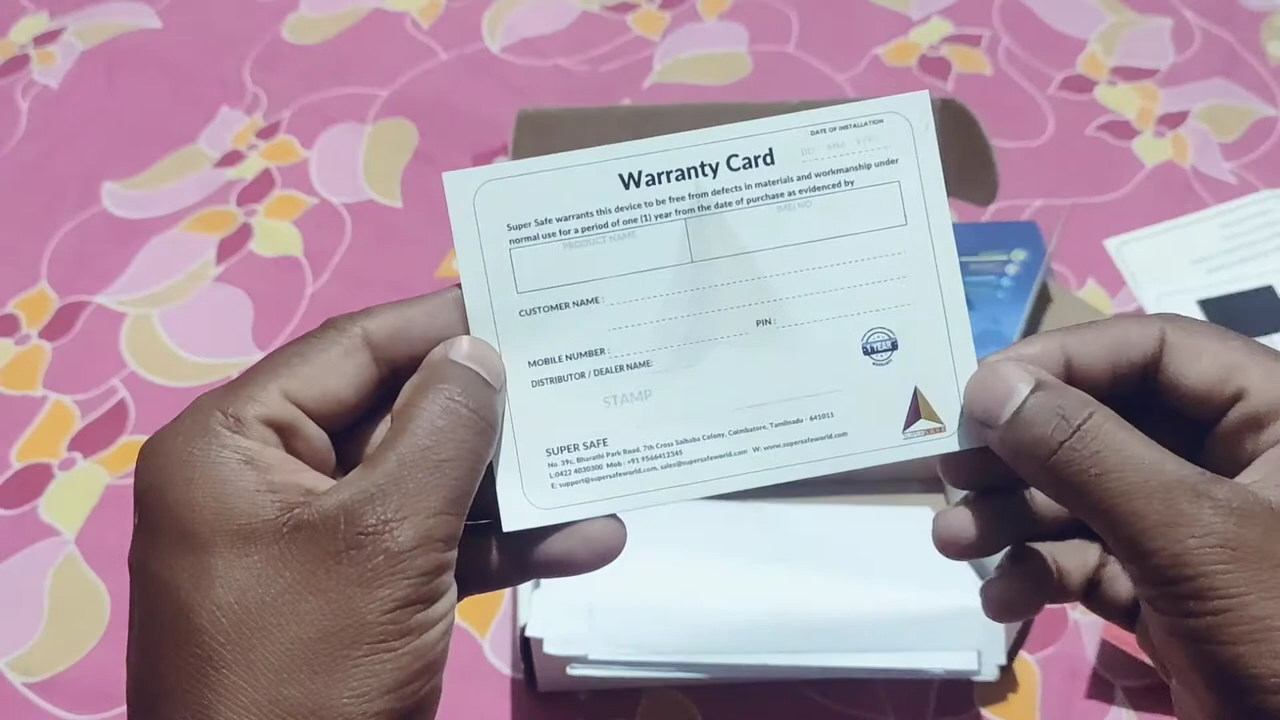 DATE OF INSTALLATION
DD MM
Warranty Card
Super Safe warrants this device to be free from defects in materials and workmanship under
normal use for a period of one (1) year from the date of purchase as evidenced by
PRODUCT NAME
IMEI NO
CUSTOMER NAME :
PIN :
MOBILE NUMBER :
DISTRIBUTOR / DEALER NAME:
1 YEAR
STAMP
SUPER SAFE
No. 39c, Bharathi Park Road, 7th Cross Saibaba Colony, Coimbatore, Tamilnadu - 641011
L:0422 4030300 Mob : +91 9566412345
E: support@supersafeworld.com, sales@supersafeworld.com W: www.supersafeworld.com